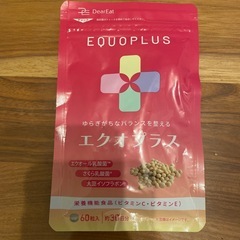 DearEat
EQUOPLUS
ゆらぎがちなバランスを整える
エクオプラス
エクオール乳酸菌
さくら乳酸菌
大豆イソフラボン
栄養機能食品(ビタミンC・ビタミンE)
60粒入